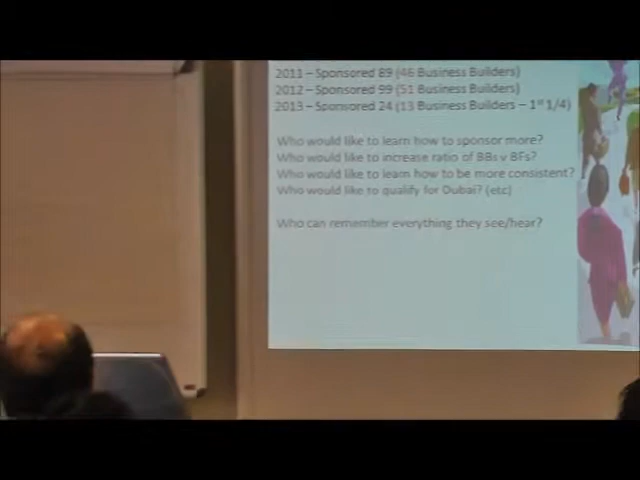 2011 – Sponsored 89 (46 Business Builders)
2012 – Sponsored 99 (51 Business Builders)
2013 – Sponsored 24 (13 Business Builders – 1st 1/4)
Who would like to learn how to sponsor more?
Who would like to increase ratio of BBs v BFs?
Who would like to learn how to be more consistent?
Who would like to qualify for Dubai? (etc)
Who can remember everything they see/hear?